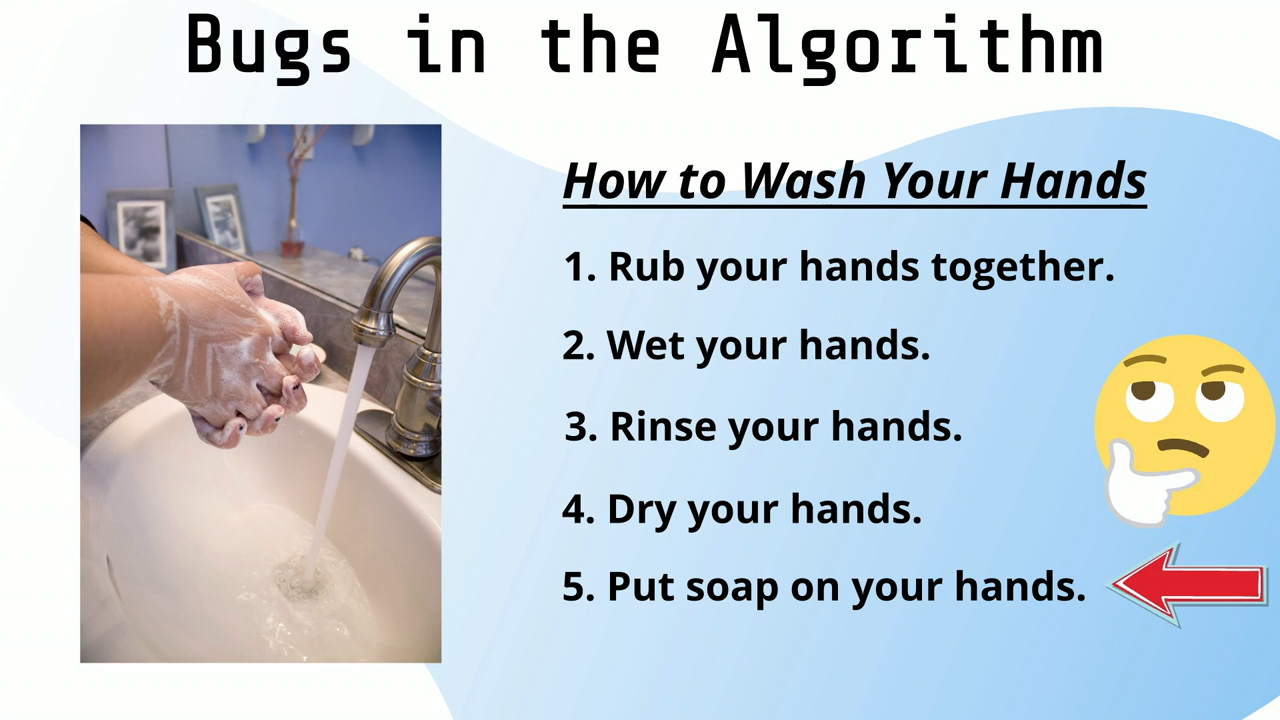 Bugs in the Algorithm
How to Wash Your Hands
1. Rub your hands together.
2. Wet your hands.
3. Rinse your hands.
4. Dry your hands.
5. Put soap on your hands.